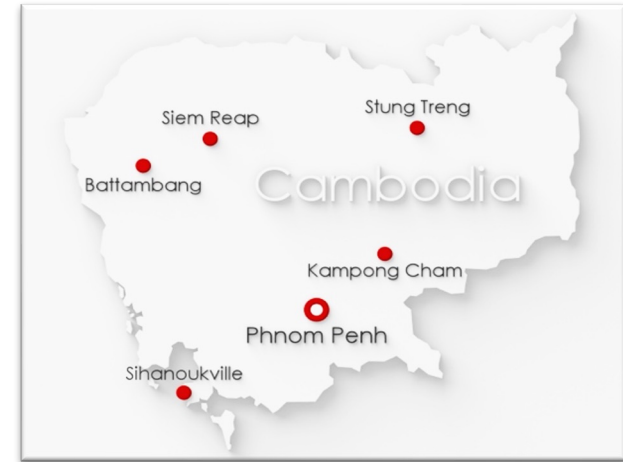 Stung Treng
Siem Reap
Battambang
Cambodia
Kampong Cham
Phnom Penh
Sihanoukville